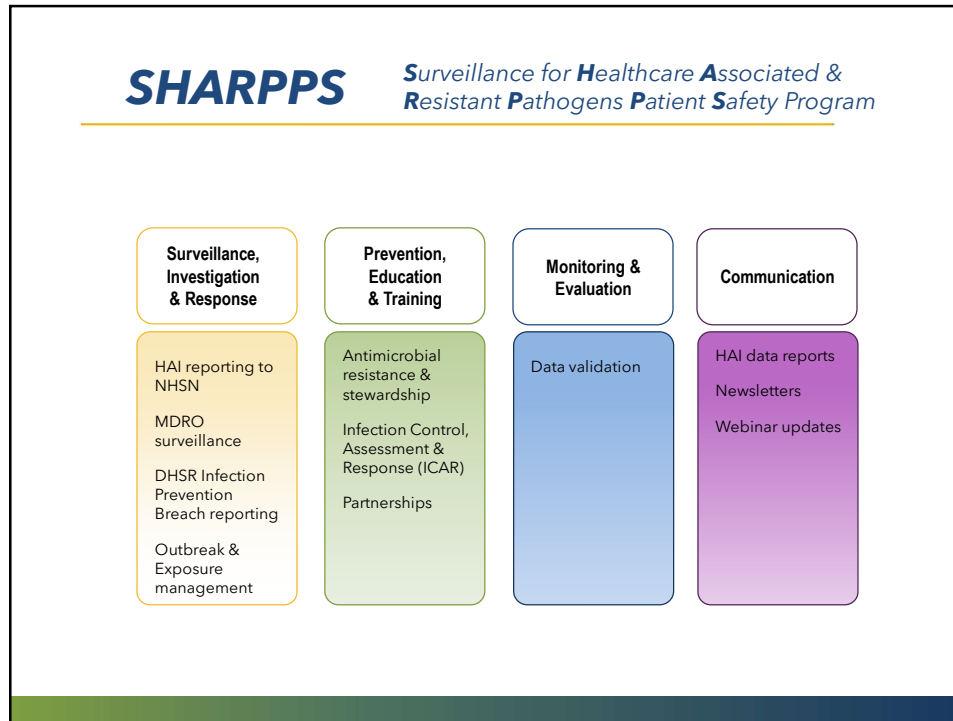 SHARPPS
Surveillance for Healthcare Associated &
Resistant Pathogens Patient Safety Program
Surveillance,
Investigation
& Response
HAI reporting to
NHSN
MDRO
surveillance
DHSR Infection
Prevention
Breach reporting
Outbreak &
Exposure
management
Prevention,
Education
& Training
Antimicrobial
resistance &
stewardship
Infection Control,
Assessment &
Response (ICAR)
Partnerships
Monitoring &
Evaluation
Data validation
Communication
HAI data reports
Newsletters
Webinar updates